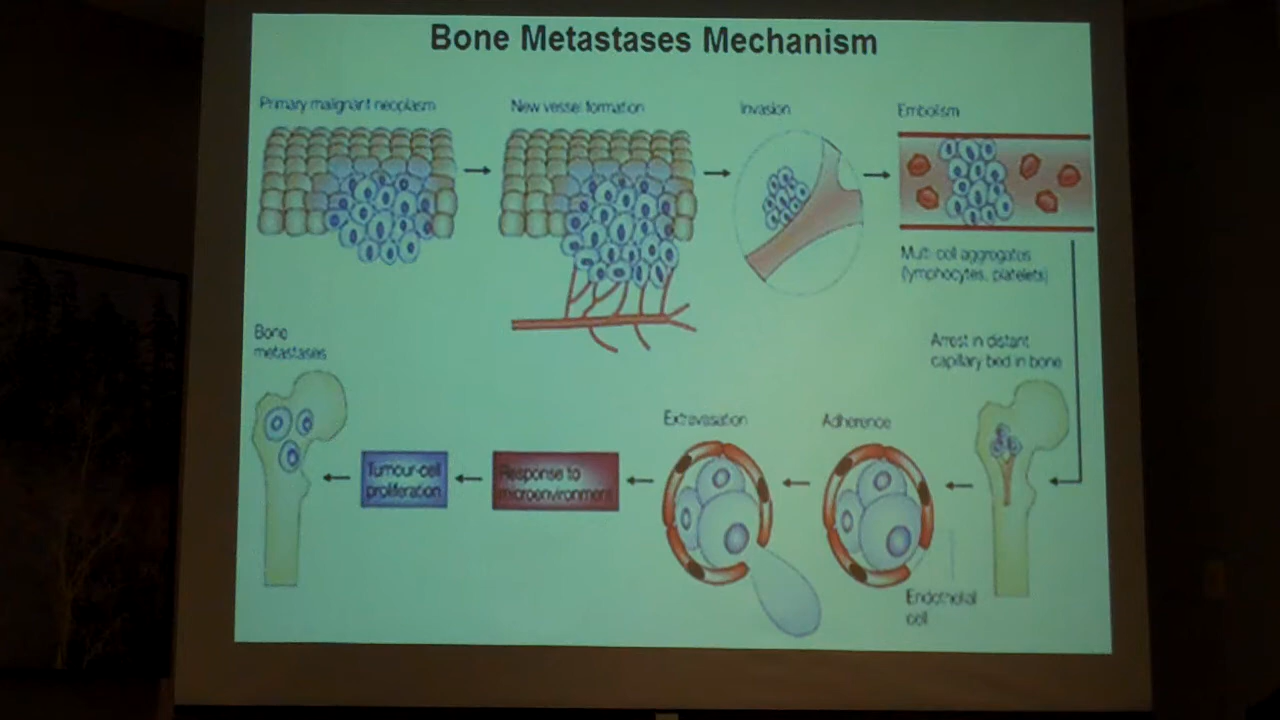 Bone Metastases Mechanism
Primary malignant neoplasm
New vessel formation
Invasion
Embolism
Multi-cell aggregates
(lymphocytes, platelets)
Arrest in distant
capillary bed in bone
Adherence
Endothelial
cell
Extravasation
Response to
microenvironment
Tumour-cell
proliferation
Bone
metastases